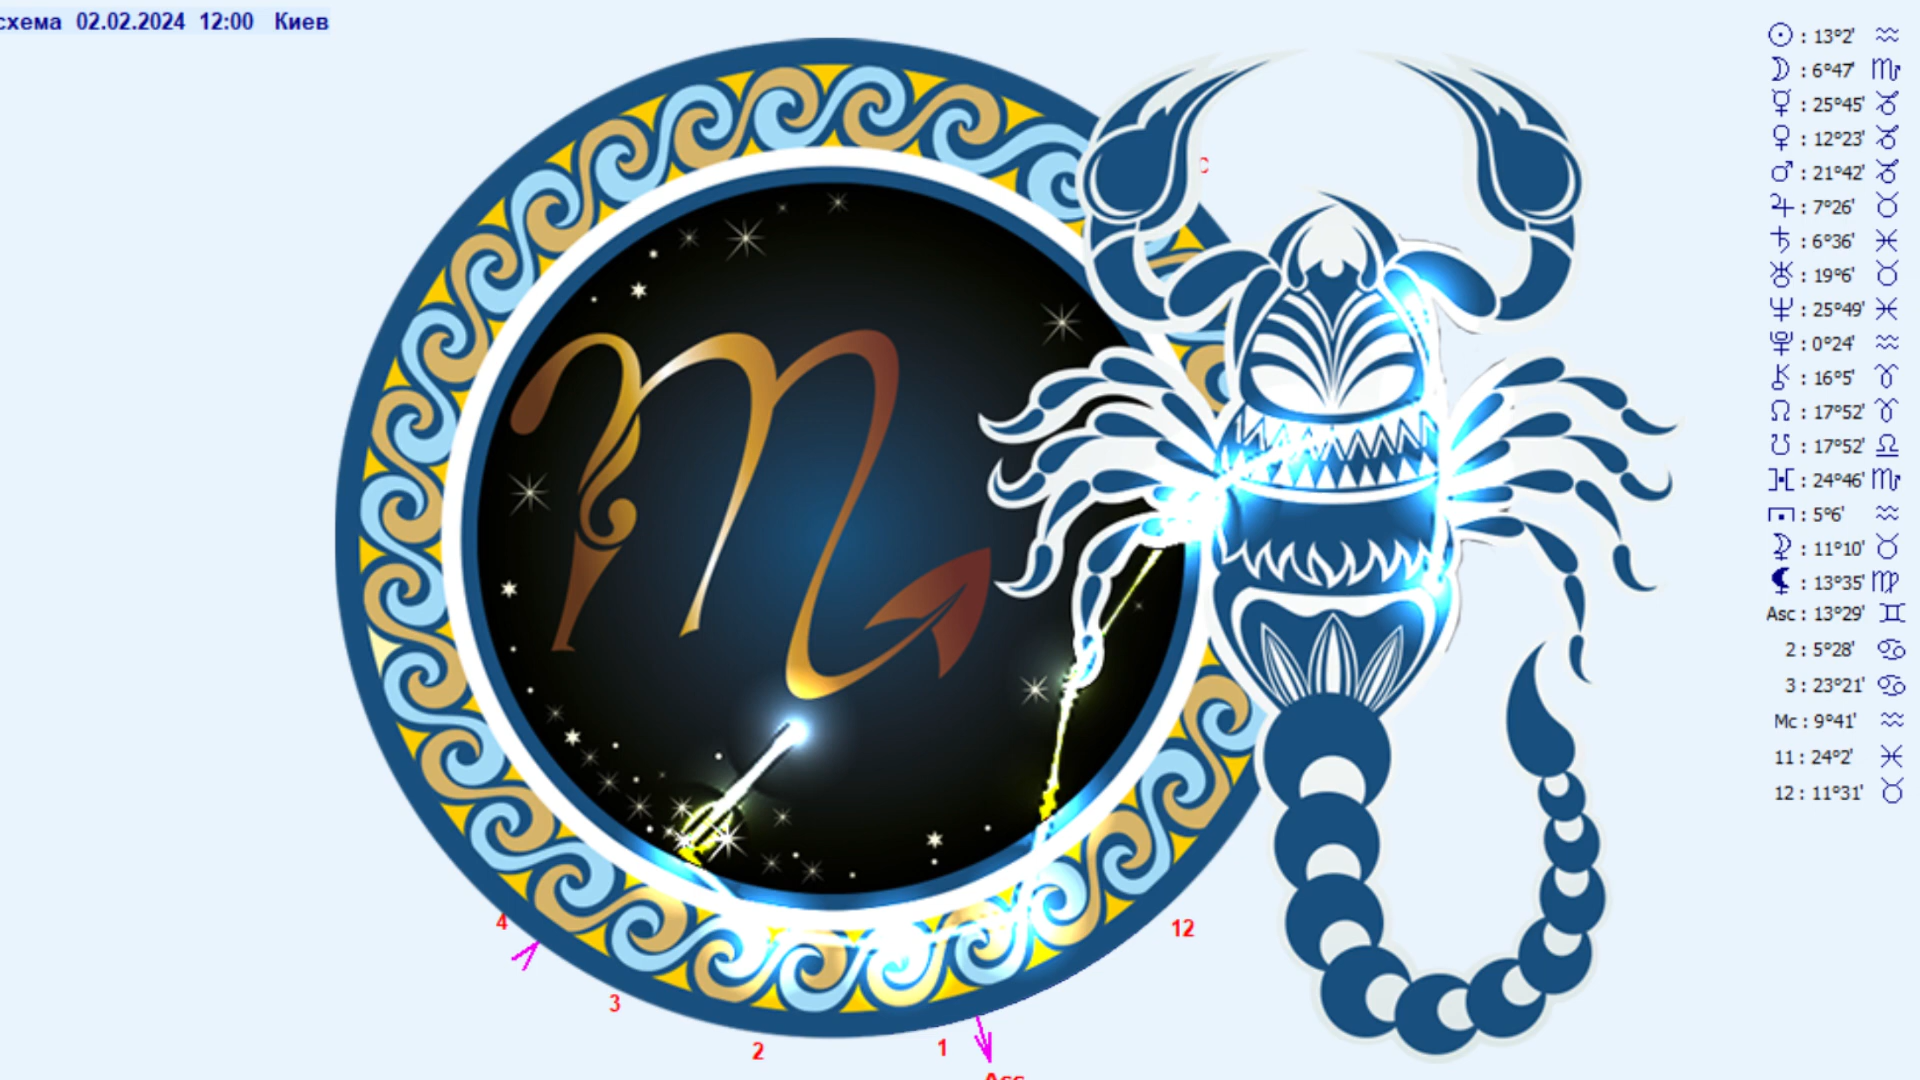 схема 02.02.2024 12:00 Киев
☉ : 13°2' ♒
☽ : 6°47' ♏
☿ : 25°45' ♑
♀ : 12°23' ♑
♂ : 21°42' ♑
♃ : 7°26' ♉
♄ : 6°36' ♓
♅ : 19°6' ♉
♆ : 25°49' ♓
♇ : 0°24' ♒
⚷ : 16°5' ♈
☊ : 17°52' ♈
☋ : 17°52' ♎
: 24°46' ♏
: 5°6' ♒
: 11°10' ♉
⚸ : 13°35' ♍
Asc : 13°29' ♊
2 : 5°28' ♋
3 : 23°21' ♋
Mc : 9°41' ♒
11 : 24°2' ♓
12 : 11°31' ♉
4
12
3
2
1
Asc